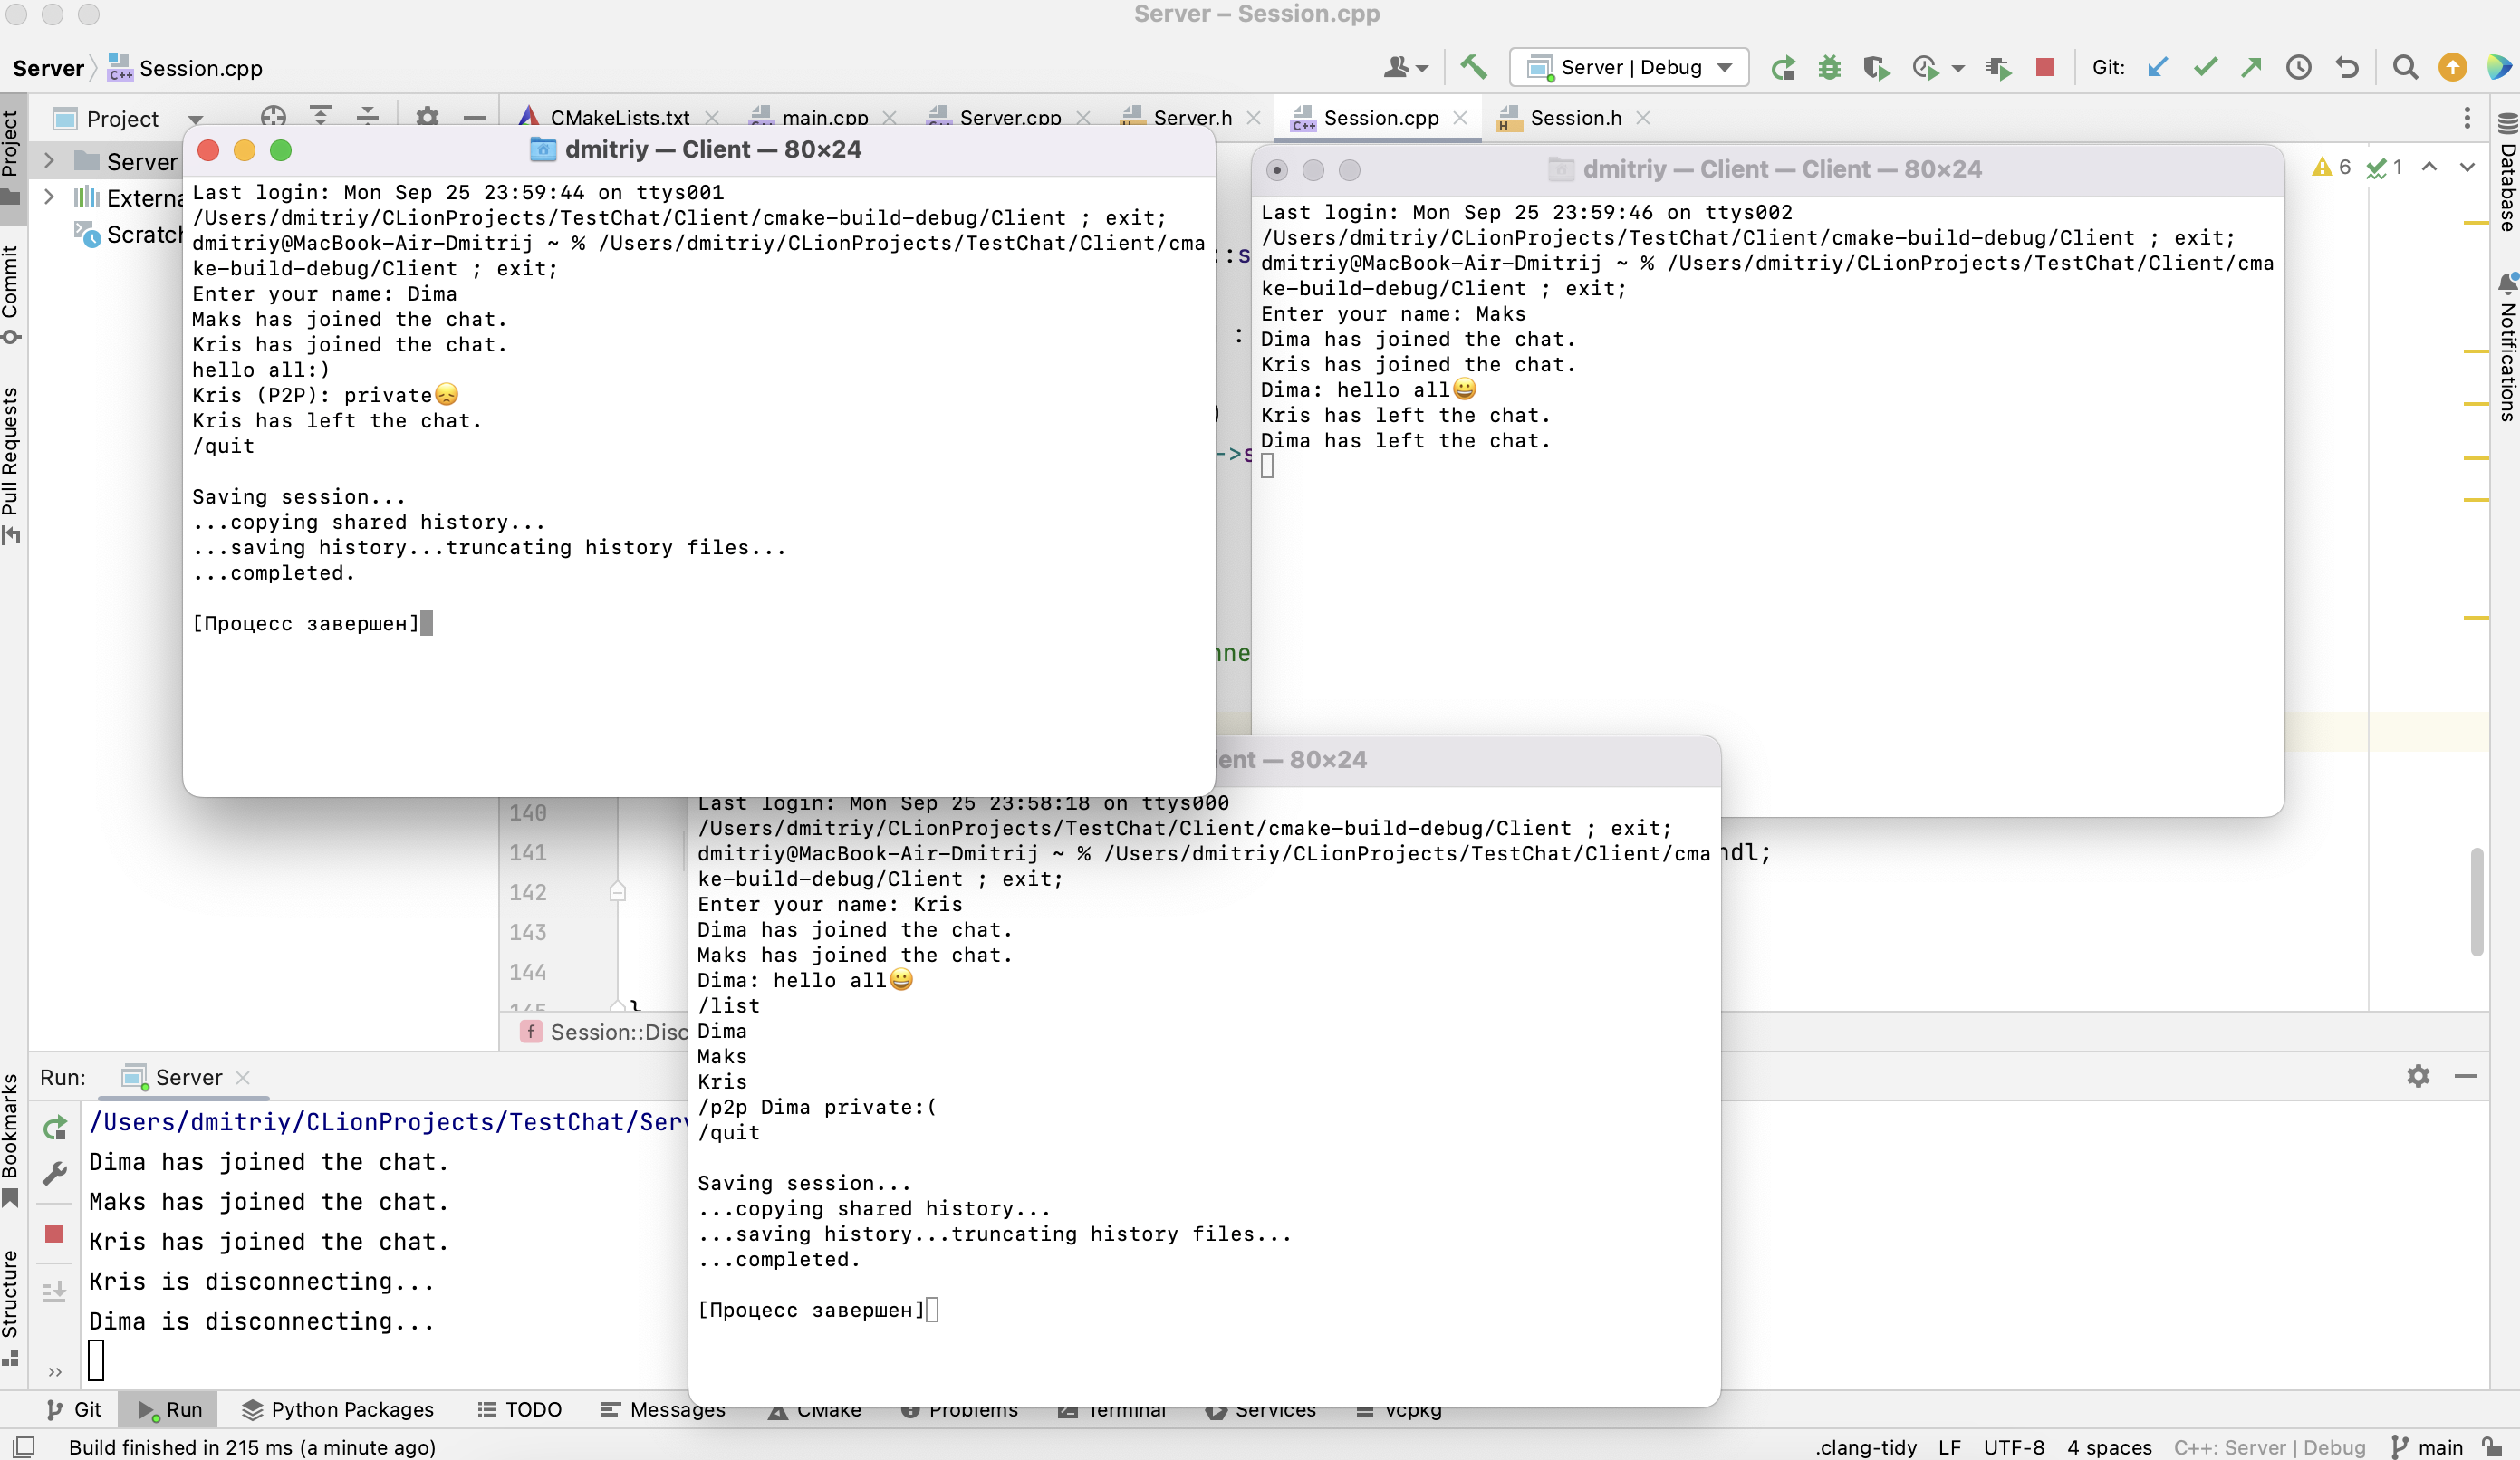 Server – Session.cpp
Server
Session.cpp
Server | Debug
Git:
Project
CMakeLists.txt
main.cpp
Server.cpp
Server.h
Session.cpp
Session.h
Project
Commit
Pull Requests
Bookmarks
Structure
Server
Externa
Scratch
dmitriy — Client — 80×24
Last login: Mon Sep 25 23:59:44 on ttys001
/Users/dmitriy/CLionProjects/TestChat/Client/cmake-build-debug/Client ; exit;
dmitriy@MacBook-Air-Dmitrij ~ % /Users/dmitriy/CLionProjects/TestChat/Client/cma
ke-build-debug/Client ; exit;
Enter your name: Dima
Maks has joined the chat.
Kris has joined the chat.
hello all:)
Kris (P2P): private😞
Kris has left the chat.
/quit
Saving session...
...copying shared history...
...saving history...truncating history files...
...completed.
[Процесс завершен]
::s
:
)
->s
nne
dmitriy — Client — Client — 80×24
Last login: Mon Sep 25 23:59:46 on ttys002
/Users/dmitriy/CLionProjects/TestChat/Client/cmake-build-debug/Client ; exit;
dmitriy@MacBook-Air-Dmitrij ~ % /Users/dmitriy/CLionProjects/TestChat/Client/cma
ke-build-debug/Client ; exit;
Enter your name: Maks
Dima has joined the chat.
Kris has joined the chat.
Dima: hello all😀
Kris has left the chat.
Dima has left the chat.
6 1
Database
Notifications
ient — 80×24
Last login: Mon Sep 25 23:58:18 on ttys000
/Users/dmitriy/CLionProjects/TestChat/Client/cmake-build-debug/Client ; exit;
dmitriy@MacBook-Air-Dmitrij ~ % /Users/dmitriy/CLionProjects/TestChat/Client/cma
ke-build-debug/Client ; exit;
Enter your name: Kris
Dima has joined the chat.
Maks has joined the chat.
Dima: hello all😀
/list
Dima
Maks
Kris
/p2p Dima private:(
/quit
Saving session...
...copying shared history...
...saving history...truncating history files...
...completed.
[Процесс завершен]
140
141
142
143
144
145
}
ndl;
Session::Disc
Run:
Server
/Users/dmitriy/CLionProjects/TestChat/Serv
Dima has joined the chat.
Maks has joined the chat.
Kris has joined the chat.
Kris is disconnecting...
Dima is disconnecting...
Git
Run
Python Packages
TODO
Messages
CMake
Problems
Terminal
Services
Vcpkg
Build finished in 215 ms (a minute ago)
.clang-tidy
LF
UTF-8
4 spaces
C++: Server | Debug
main